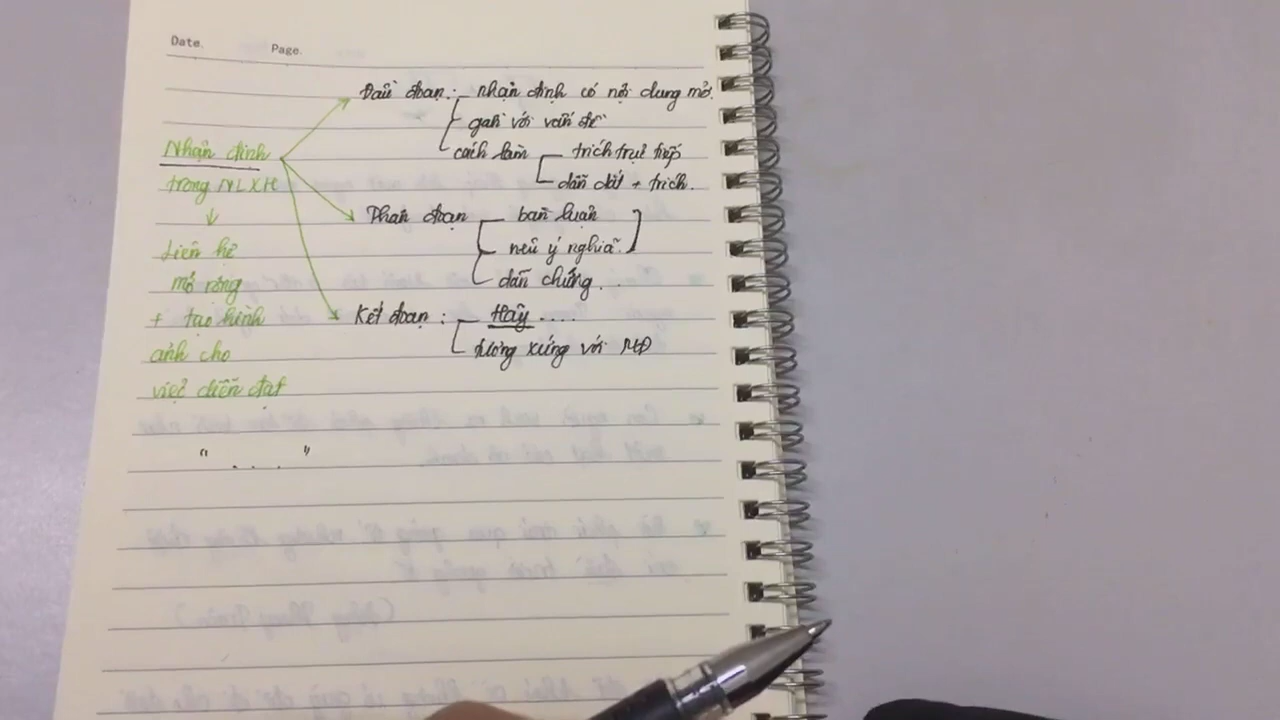 Date. Page.
Đầu đoạn : nhận định có nội dung mở.
gắn với vấn đề
cách làm
trích trực tiếp
dẫn dắt + trích.
Nhận định
trong NLXH
↓
Liên hệ
mở rộng
+ tạo hình
ảnh cho
việc diễn đạt
" . . . "
Thân đoạn
bàn luận
nêu ý nghĩa
dẫn chứng ...
Kết đoạn :
Hãy ....
tương xứng với NĐ